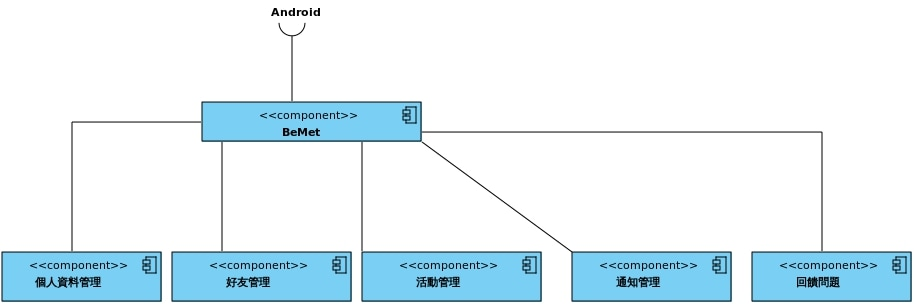 Android
<<component>>
BeMet
<<component>>
個人資料管理
<<component>>
好友管理
<<component>>
活動管理
<<component>>
通知管理
<<component>>
回饋問題